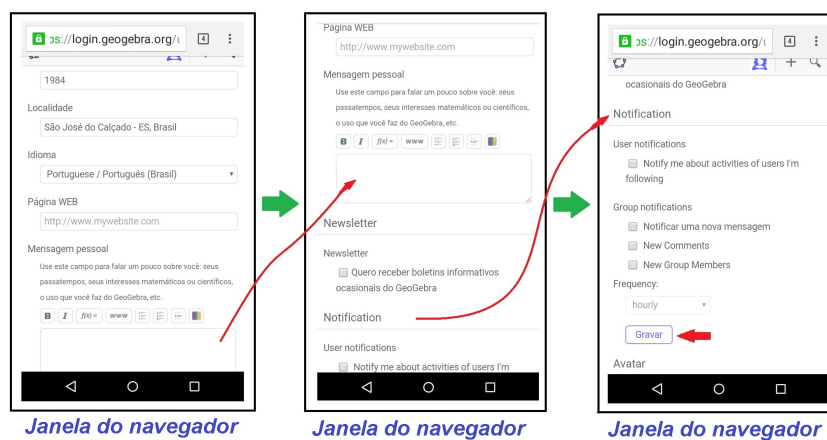 ps://login.geogebra.org/u
4
1984
Localidade
São José do Calçado - ES, Brasil
Idioma
Portuguese / Português (Brasil)
Página WEB
http://www.mywebsite.com
Mensagem pessoal
Use este campo para falar um pouco sobre você: seus
passatempos, seus interesses matemáticos ou científicos,
o uso que você faz do GeoGebra, etc.
B I f(x) = www
Janela do navegador
Página WEB
http://www.mywebsite.com
Mensagem pessoal
Use este campo para falar um pouco sobre você: seus
passatempos, seus interesses matemáticos ou científicos,
o uso que você faz do GeoGebra, etc.
B I f(x) = www
Newsletter
Newsletter
Quero receber boletins informativos
ocasionais do GeoGebra
Notification
User notifications
Notify me about activities of users I'm
Janela do navegador
ps://login.geogebra.org/u
4
ocasionais do GeoGebra
Notification
User notifications
Notify me about activities of users I'm
following
Group notifications
Notificar uma nova mensagem
New Comments
New Group Members
Frequency:
hourly
Gravar
Avatar
Janela do navegador